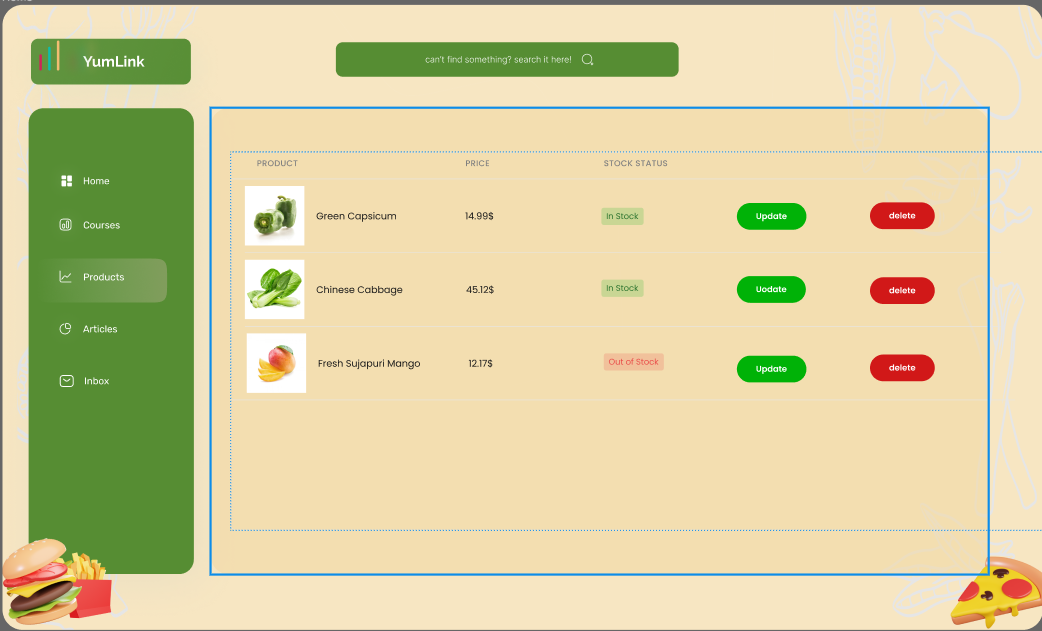 YumLink
can't find something? search it here!
Home
Courses
Products
Articles
Inbox
PRODUCT PRICE STOCK STATUS
Green Capsicum 14.99$ In Stock Update delete
Chinese Cabbage 45.12$ In Stock Uodate delete
Fresh Sujapuri Mango 12.17$ Out of Stock Update delete